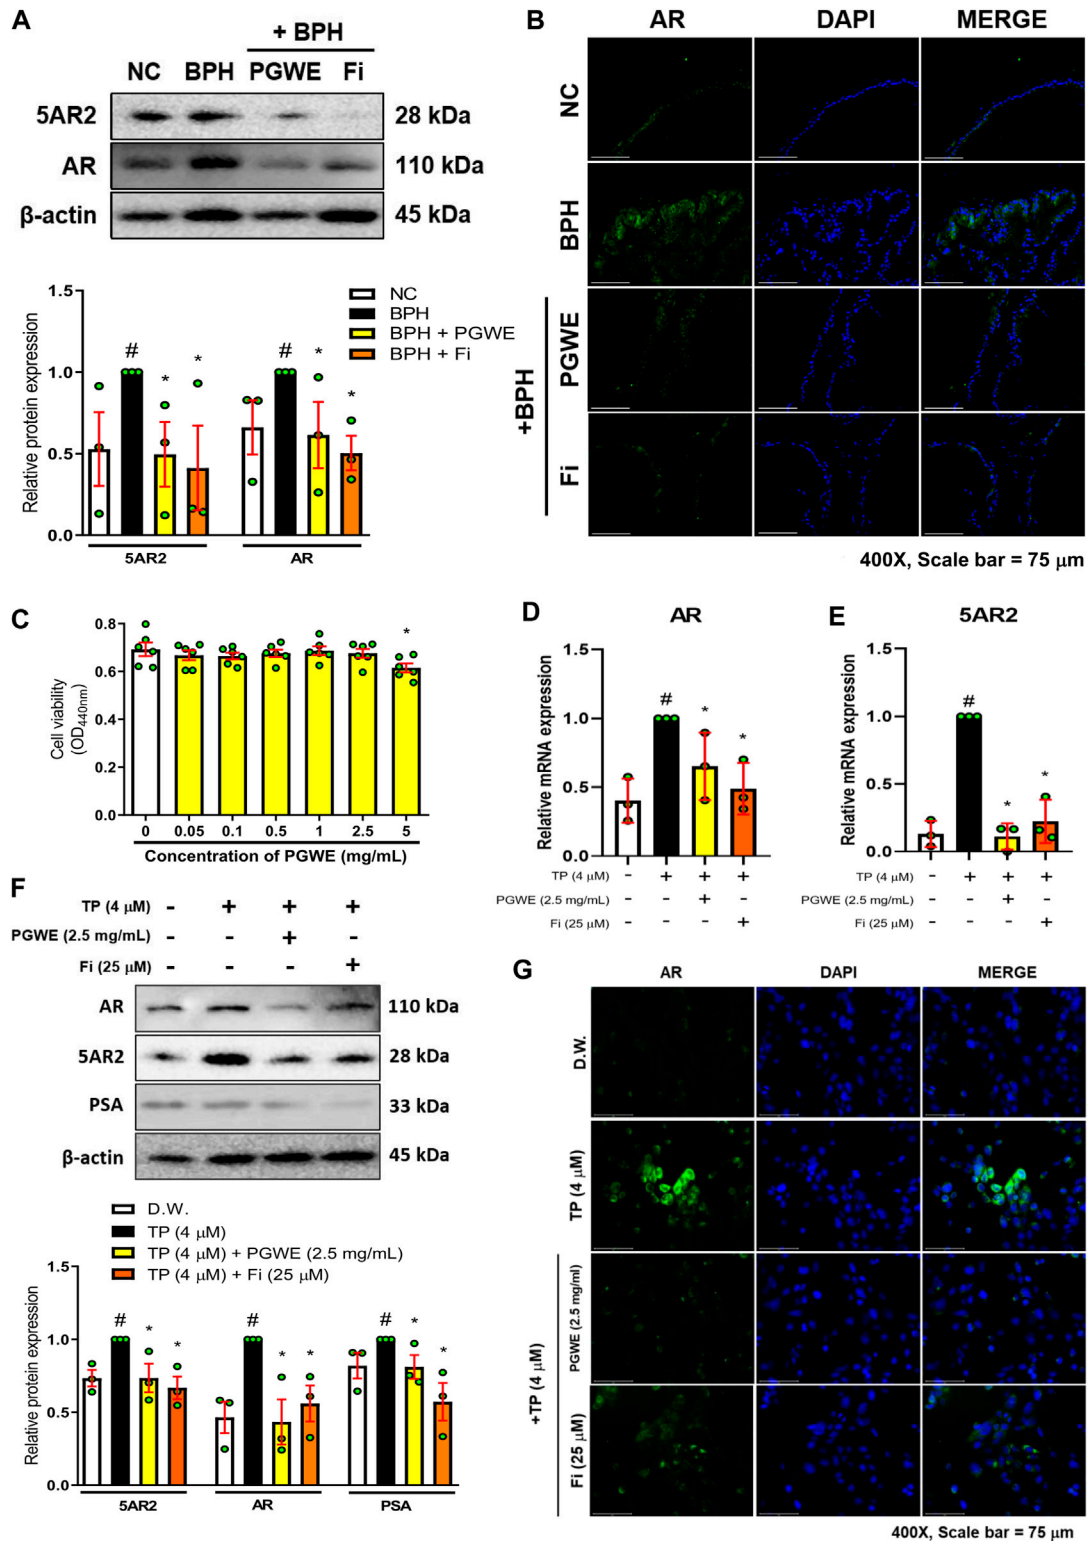 A
+ BPH
NC BPH PGWE Fi
5AR2 28 kDa
AR 110 kDa
β-actin 45 kDa
NC
BPH
BPH + PGWE
BPH + Fi
Relative protein expression
1.5
1.0
0.5
0.0
# * * # * *
5AR2 AR
B
AR DAPI MERGE
NC
BPH
+BPH
PGWE
Fi
400X, Scale bar = 75 μm
C
Cell viability
(OD440nm)
0.8
0.6
0.4
0.2
0.0
*
0 0.05 0.1 0.5 1 2.5 5
Concentration of PGWE (mg/mL)
D
AR
Relative mRNA expression
1.5
1.0
0.5
0.0
# * *
TP (4 μM) - + + +
PGWE (2.5 mg/mL) - - + -
Fi (25 μM) - - - +
E
5AR2
Relative mRNA expression
1.5
1.0
0.5
0.0
# * *
TP (4 μM) - + + +
PGWE (2.5 mg/mL) - - + -
Fi (25 μM) - - - +
F
TP (4 μM) - + + +
PGWE (2.5 mg/mL) - - + -
Fi (25 μM) - - - +
AR 110 kDa
5AR2 28 kDa
PSA 33 kDa
β-actin 45 kDa
D.W.
TP (4 μM)
TP (4 μM) + PGWE (2.5 mg/mL)
TP (4 μM) + Fi (25 μM)
Relative protein expression
1.5
1.0
0.5
0.0
# * * # * * # * *
5AR2 AR PSA
G
AR DAPI MERGE
D.W.
TP (4 μM)
+TP (4 μM)
PGWE (2.5 mg/ml)
Fi (25 μM)
400X, Scale bar = 75 μm